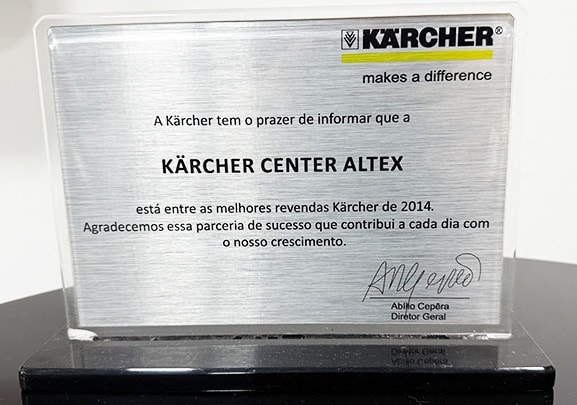 KÄRCHER®
makes a difference
A Kärcher tem o prazer de informar que a
KÄRCHER CENTER ALTEX
está entre as melhores revendas Kärcher de 2014.
Agradecemos essa parceria de sucesso que contribui a cada dia com
o nosso crescimento.
Abílio Cepêra
Diretor Geral